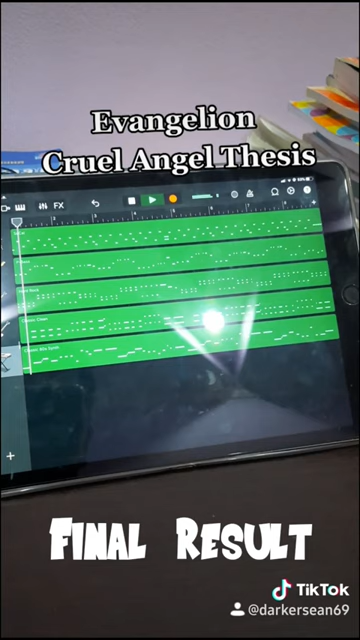 Evangelion
Cruel Angel Thesis
FX
Final Result
TikTok
@darkersean69